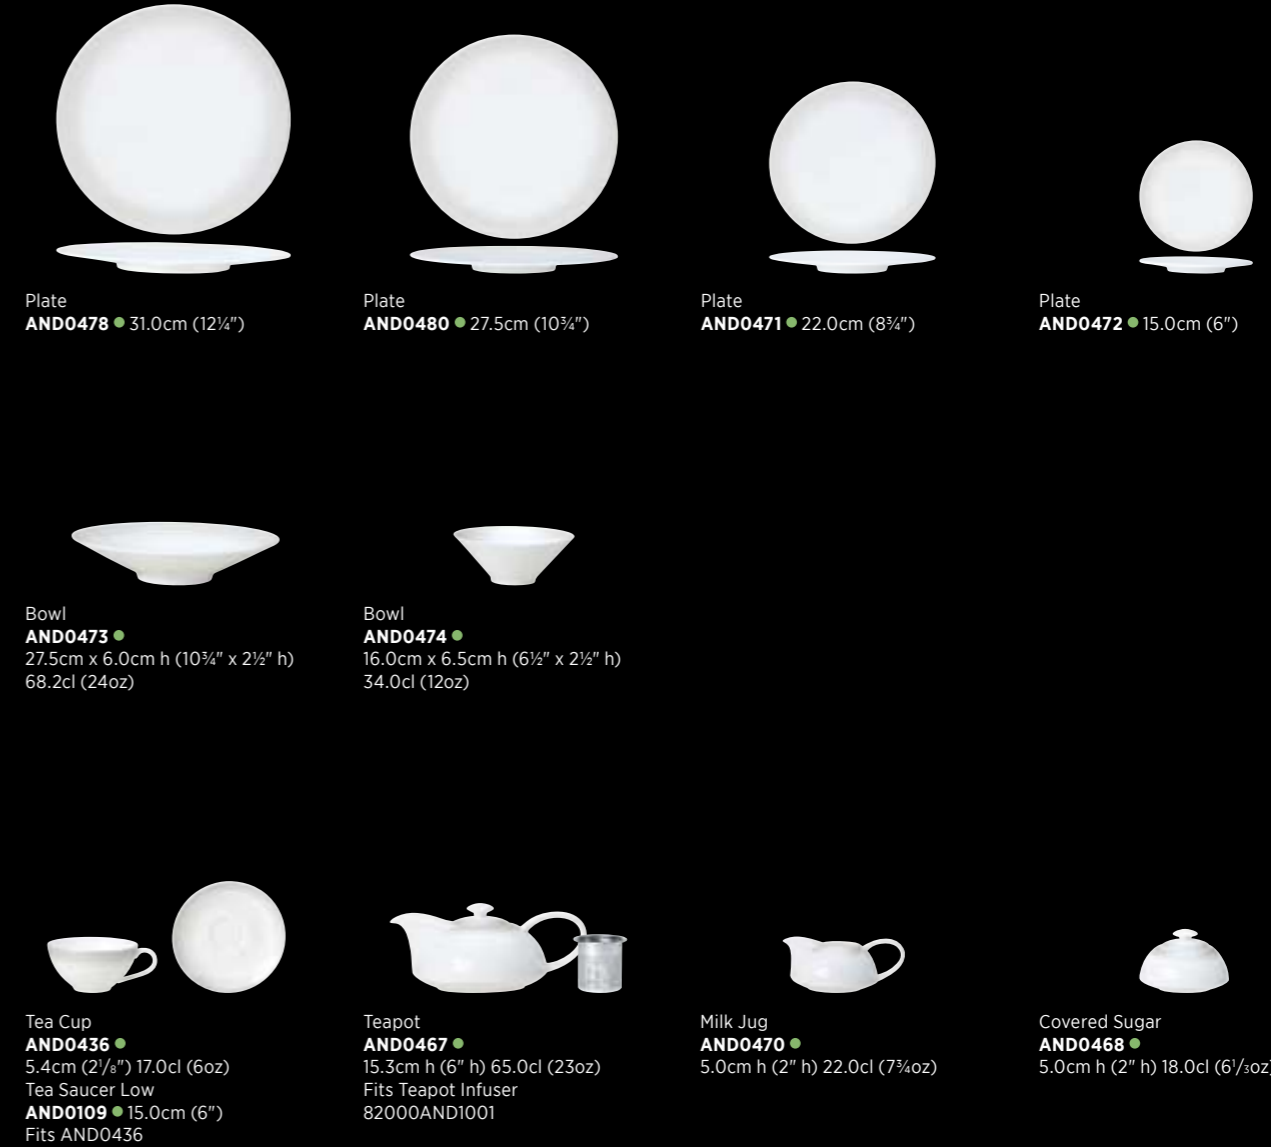 Plate
AND0478 ● 31.0cm (12¼")
Plate
AND0480 ● 27.5cm (10¾")
Plate
AND0471 ● 22.0cm (8¾")
Plate
AND0472 ● 15.0cm (6")
Bowl
AND0473 ●
27.5cm x 6.0cm h (10¾" x 2½" h)
68.2cl (24oz)
Bowl
AND0474 ●
16.0cm x 6.5cm h (6½" x 2½" h)
34.0cl (12oz)
Tea Cup
AND0436 ●
5.4cm (2¹/₈") 17.0cl (6oz)
Tea Saucer Low
AND0109 ● 15.0cm (6")
Fits AND0436
Teapot
AND0467 ●
15.3cm h (6" h) 65.0cl (23oz)
Fits Teapot Infuser
82000AND1001
Milk Jug
AND0470 ●
5.0cm h (2" h) 22.0cl (7¾oz)
Covered Sugar
AND0468 ●
5.0cm h (2" h) 18.0cl (6¹/₃oz)